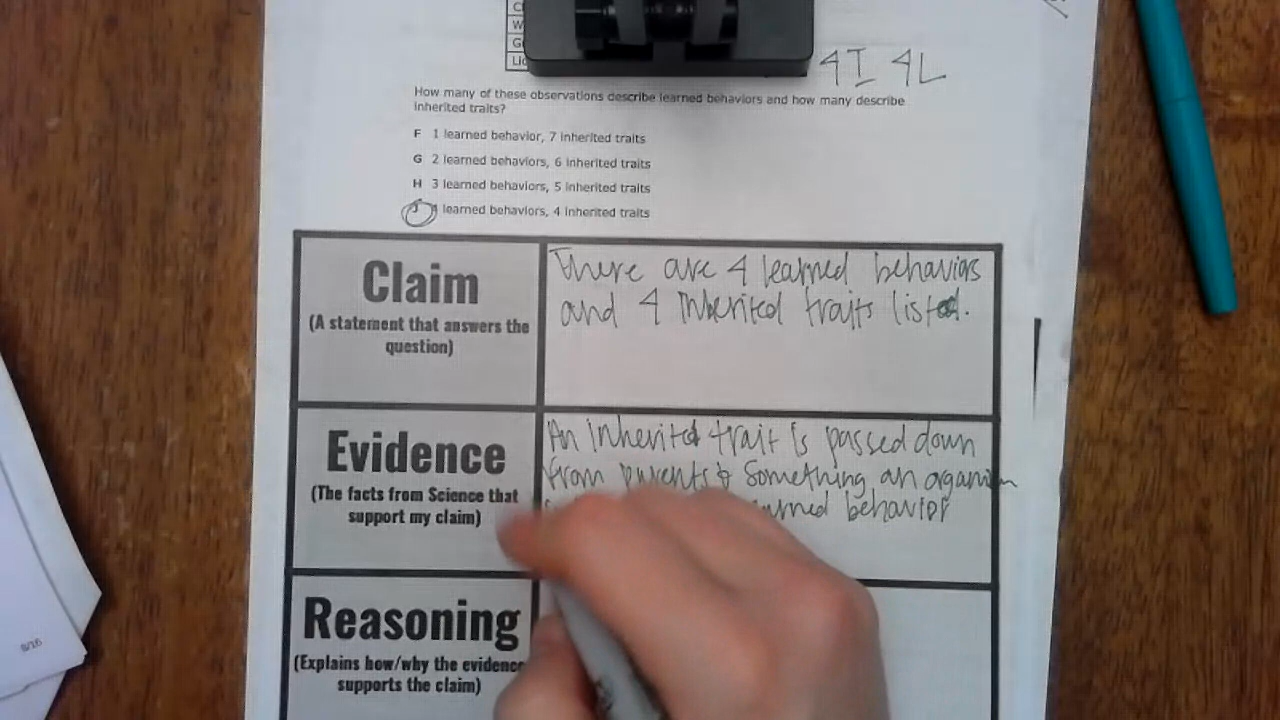 4I 4L
How many of these observations describe learned behaviors and how many describe
inherited traits?
F 1 learned behavior, 7 inherited traits
G 2 learned behaviors, 6 inherited traits
H 3 learned behaviors, 5 inherited traits
learned behaviors, 4 inherited traits
Claim
(A statement that answers the
question)
There are 4 learned behaviors
and 4 inherited traits listed.
Evidence
(The facts from Science that
support my claim)
An inherited trait is passed down
from parents & something an organism
behavior
Reasoning
(Explains how/why the evidence
supports the claim)
8/16